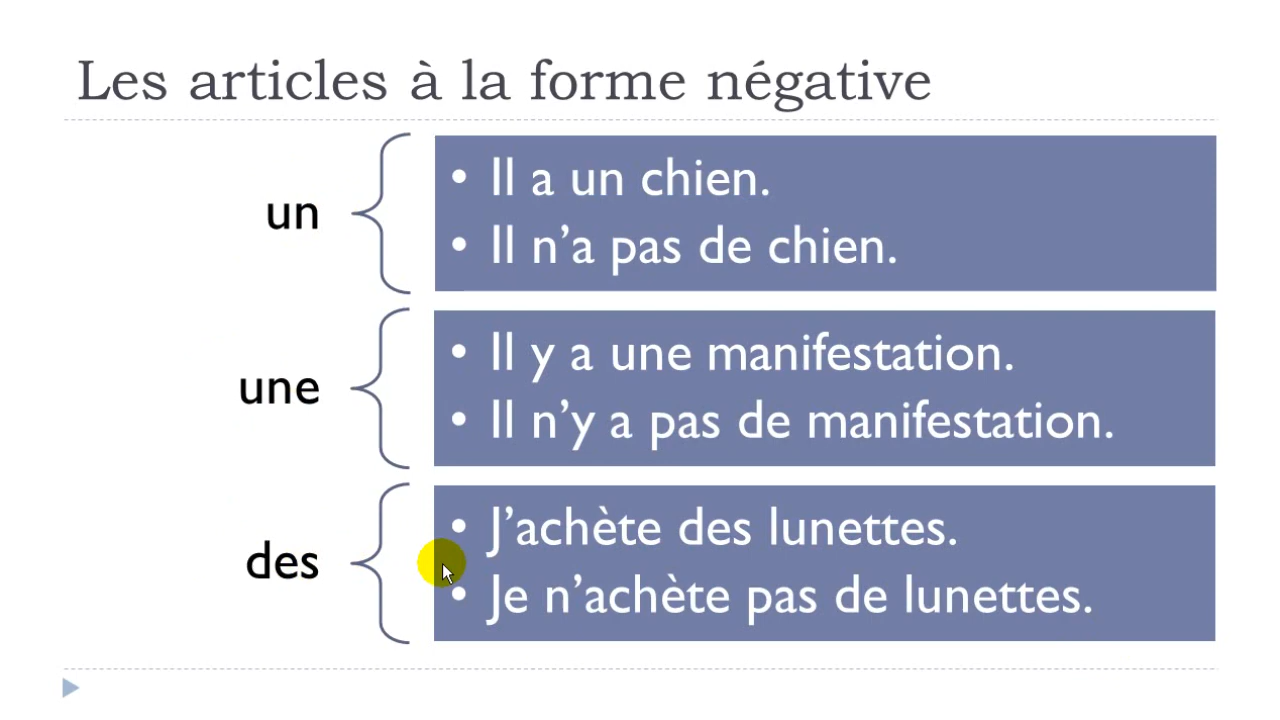 Les articles à la forme négative
un
• Il a un chien.
• Il n’a pas de chien.
une
• Il y a une manifestation.
• Il n’y a pas de manifestation.
des
• J’achète des lunettes.
• Je n’achète pas de lunettes.